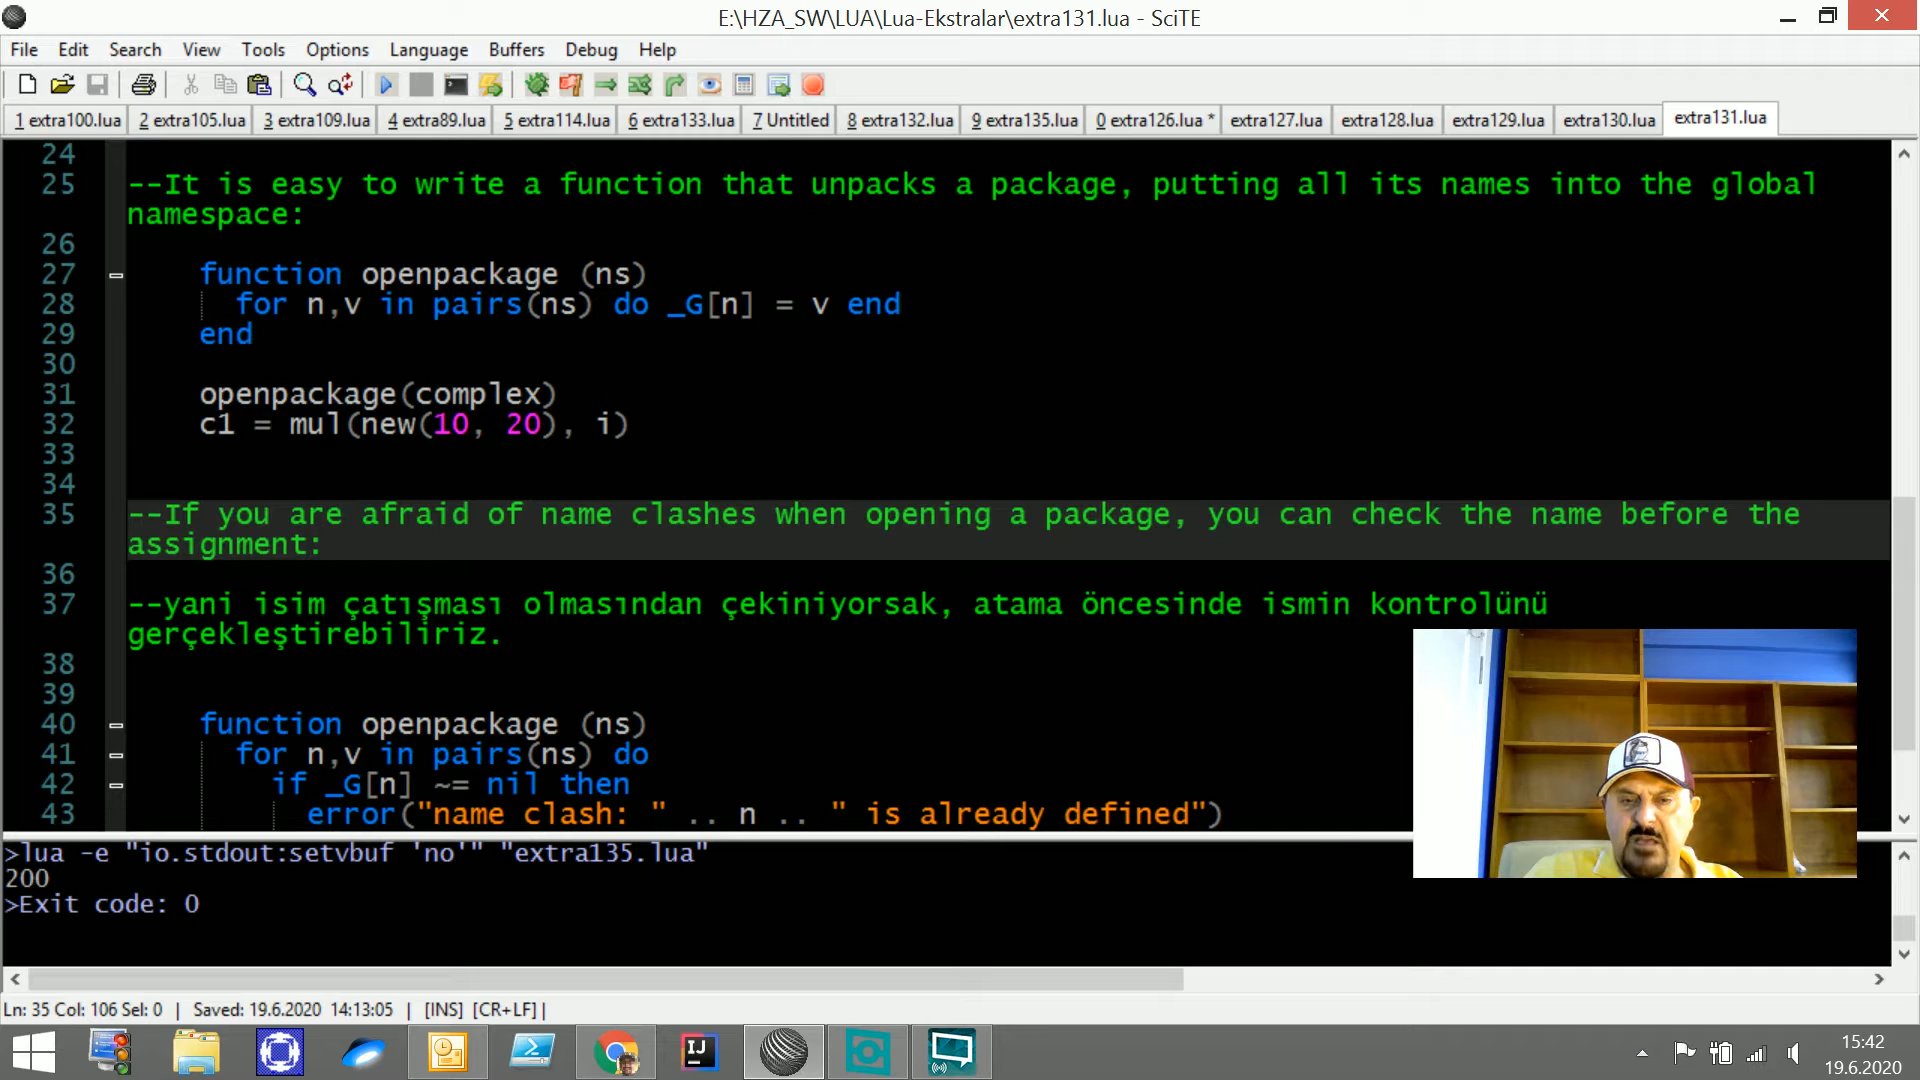 E:\HZA_SW\LUA\Lua-Ekstralar\extra131.lua - SciTE
File Edit Search View Tools Options Language Buffers Debug Help
1 extra100.lua 2 extra105.lua 3 extra109.lua 4 extra89.lua 5 extra114.lua 6 extra133.lua 7 Untitled 8 extra132.lua 9 extra135.lua 0 extra126.lua * extra127.lua extra128.lua extra129.lua extra130.lua extra131.lua
24
25 --It is easy to write a function that unpacks a package, putting all its names into the global
namespace:
26
27 function openpackage (ns)
28 for n,v in pairs(ns) do _G[n] = v end
29 end
30
31 openpackage(complex)
32 c1 = mul(new(10, 20), i)
33
34
35 --If you are afraid of name clashes when opening a package, you can check the name before the
assignment:
36
37 --yani isim çatışması olmasından çekiniyorsak, atama öncesinde ismin kontrolünü
gerçekleştirebiliriz.
38
39
40 function openpackage (ns)
41 for n,v in pairs(ns) do
42 if _G[n] ~= nil then
43 error("name clash: " .. n .. " is already defined")
>lua -e "io.stdout:setvbuf 'no'" "extra135.lua"
200
>Exit code: 0
Ln: 35 Col: 106 Sel: 0 | Saved: 19.6.2020 14:13:05 | [INS] [CR+LF] |
IJ
15:42
19.6.2020